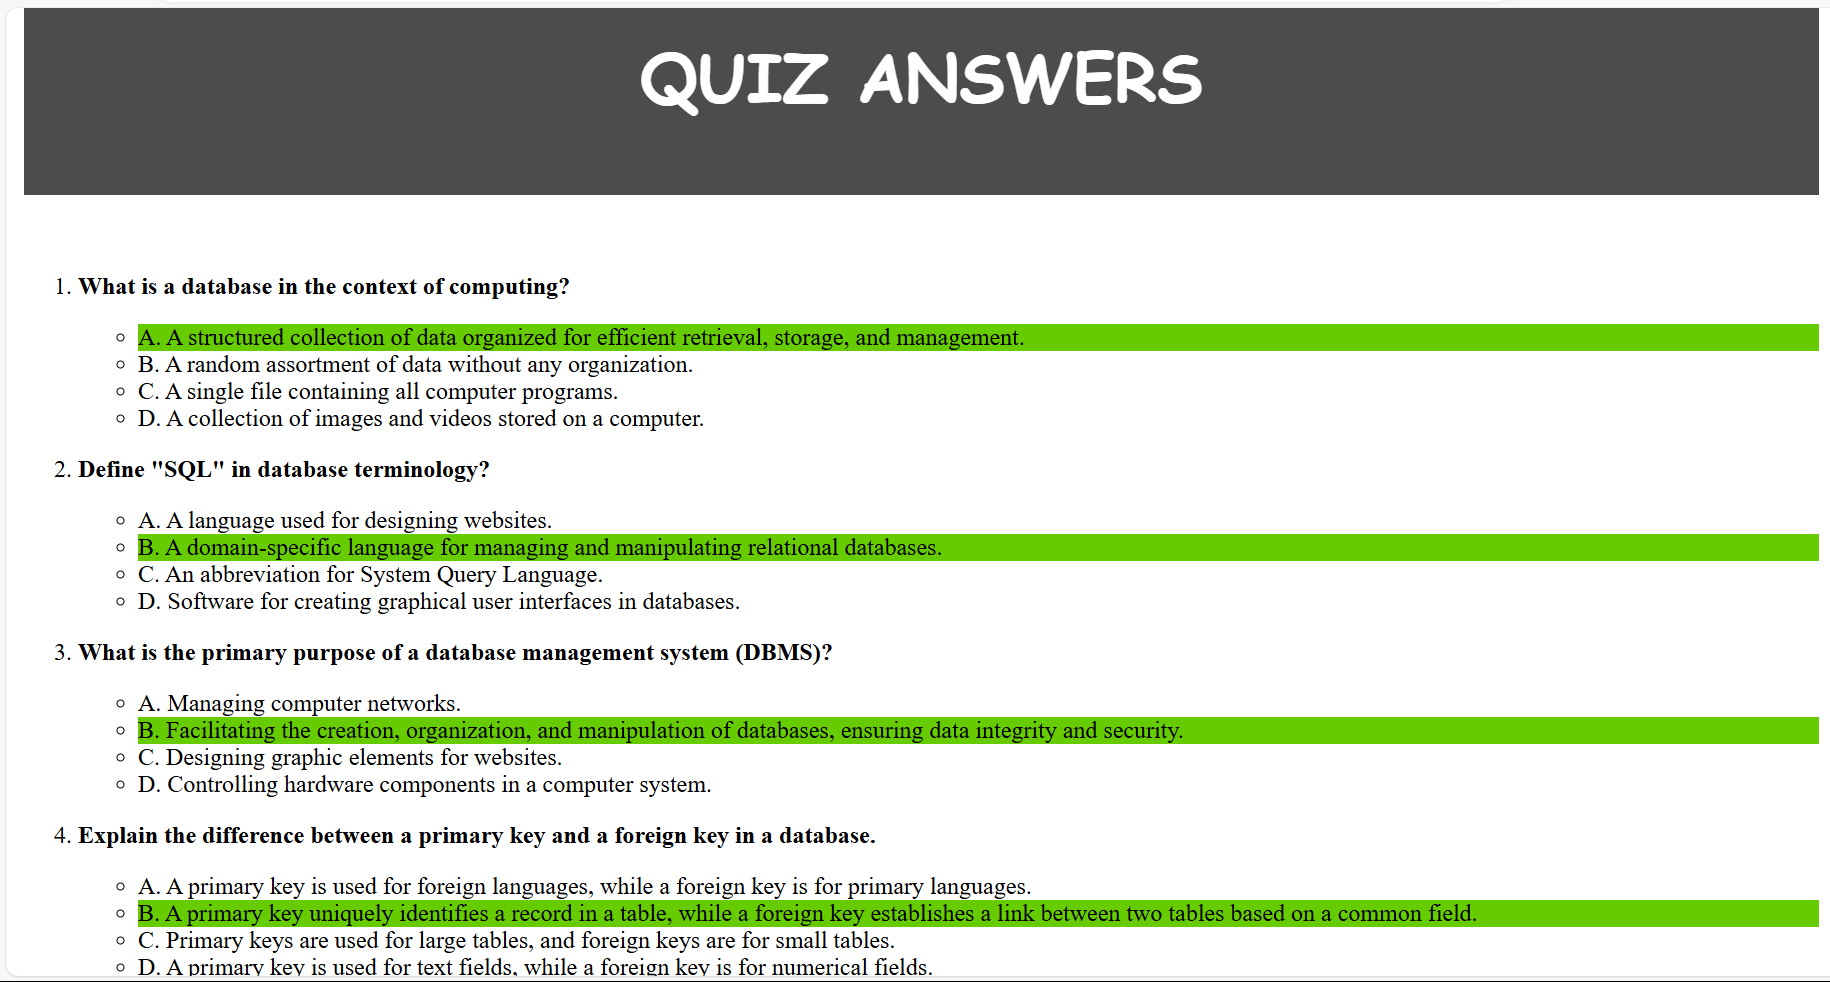 QUIZ ANSWERS
1. What is a database in the context of computing?
A. A structured collection of data organized for efficient retrieval, storage, and management.
B. A random assortment of data without any organization.
C. A single file containing all computer programs.
D. A collection of images and videos stored on a computer.
2. Define "SQL" in database terminology?
A. A language used for designing websites.
B. A domain-specific language for managing and manipulating relational databases.
C. An abbreviation for System Query Language.
D. Software for creating graphical user interfaces in databases.
3. What is the primary purpose of a database management system (DBMS)?
A. Managing computer networks.
B. Facilitating the creation, organization, and manipulation of databases, ensuring data integrity and security.
C. Designing graphic elements for websites.
D. Controlling hardware components in a computer system.
4. Explain the difference between a primary key and a foreign key in a database.
A. A primary key is used for foreign languages, while a foreign key is for primary languages.
B. A primary key uniquely identifies a record in a table, while a foreign key establishes a link between two tables based on a common field.
C. Primary keys are used for large tables, and foreign keys are for small tables.
D. A primary key is used for text fields, while a foreign key is for numerical fields.